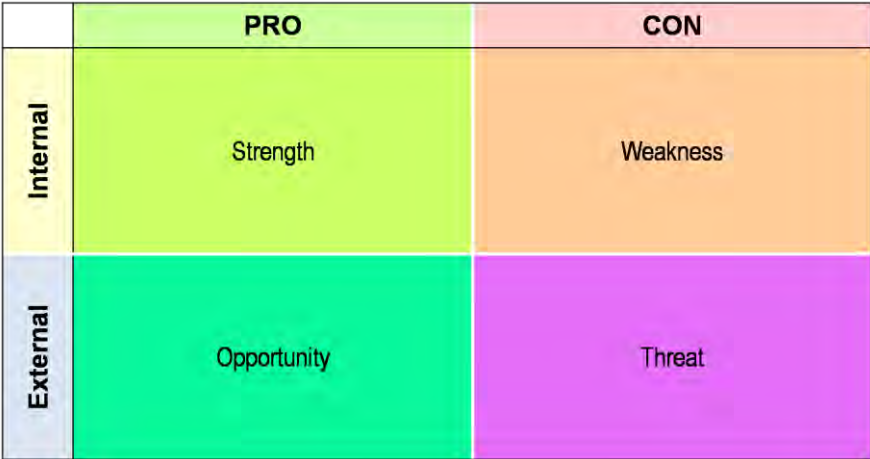 PRO
CON
Internal
Strength
Weakness
External
Opportunity
Threat